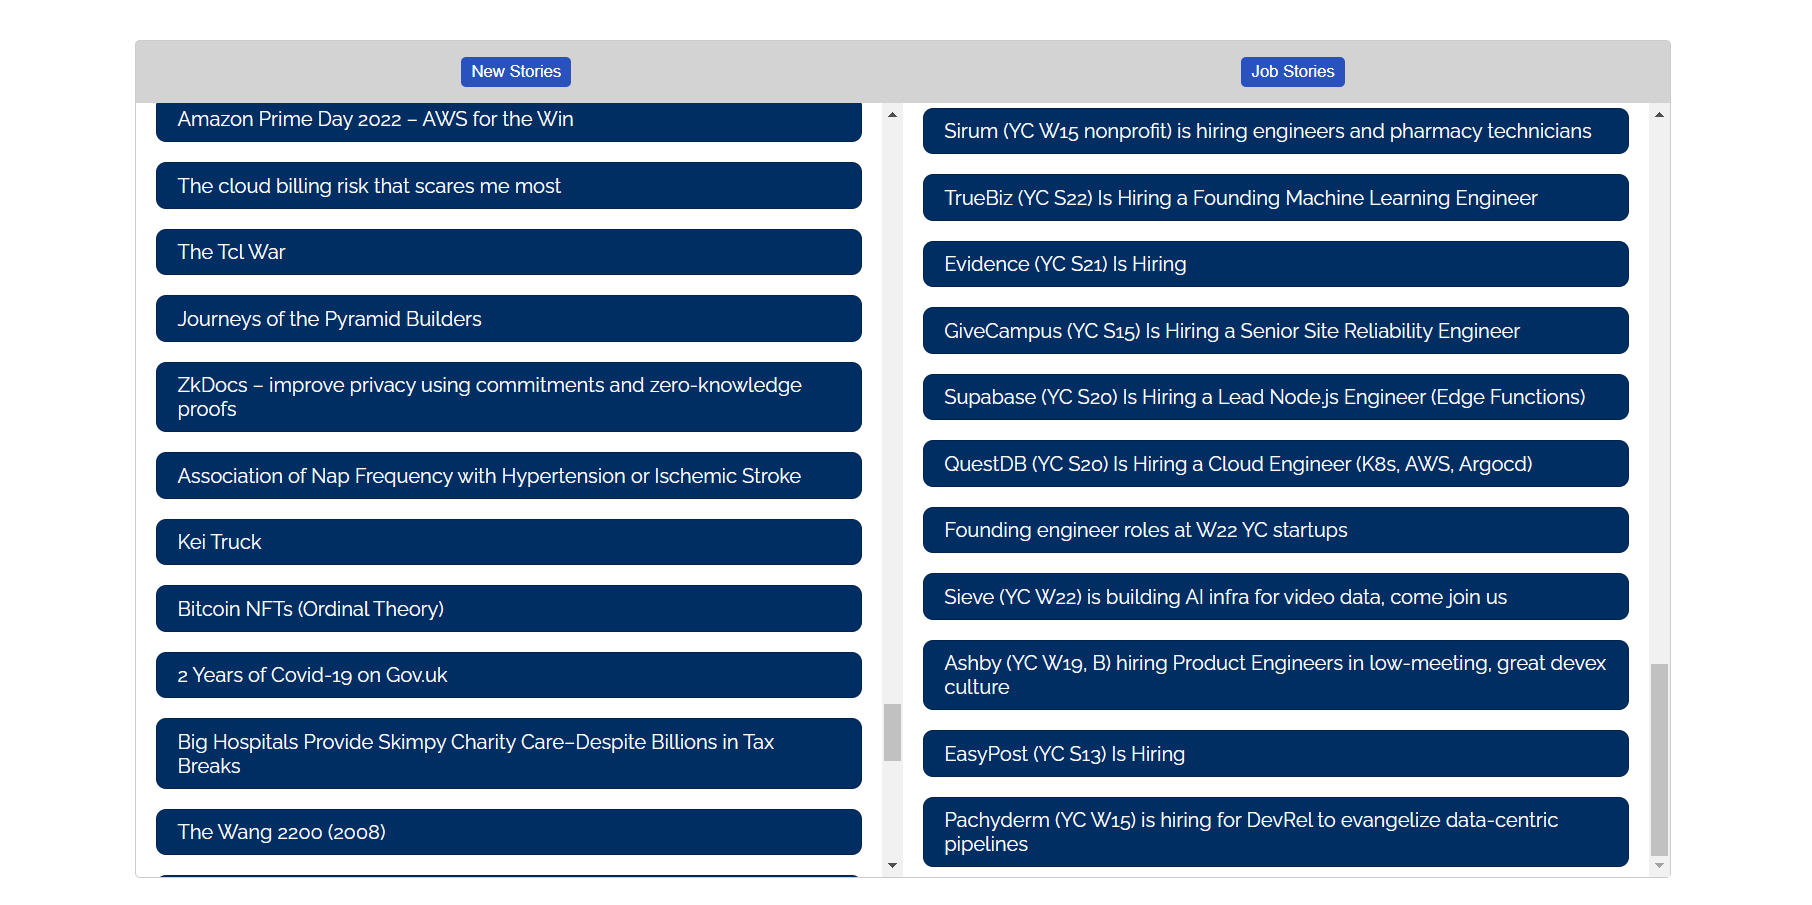 New Stories
Job Stories
Amazon Prime Day 2022 – AWS for the Win
The cloud billing risk that scares me most
The Tcl War
Journeys of the Pyramid Builders
ZkDocs – improve privacy using commitments and zero-knowledge
proofs
Association of Nap Frequency with Hypertension or Ischemic Stroke
Kei Truck
Bitcoin NFTs (Ordinal Theory)
2 Years of Covid-19 on Gov.uk
Big Hospitals Provide Skimpy Charity Care–Despite Billions in Tax
Breaks
The Wang 2200 (2008)
Sirum (YC W15 nonprofit) is hiring engineers and pharmacy technicians
TrueBiz (YC S22) Is Hiring a Founding Machine Learning Engineer
Evidence (YC S21) Is Hiring
GiveCampus (YC S15) Is Hiring a Senior Site Reliability Engineer
Supabase (YC S20) Is Hiring a Lead Node.js Engineer (Edge Functions)
QuestDB (YC S20) Is Hiring a Cloud Engineer (K8s, AWS, Argocd)
Founding engineer roles at W22 YC startups
Sieve (YC W22) is building AI infra for video data, come join us
Ashby (YC W19, B) hiring Product Engineers in low-meeting, great devex
culture
EasyPost (YC S13) Is Hiring
Pachyderm (YC W15) is hiring for DevRel to evangelize data-centric
pipelines